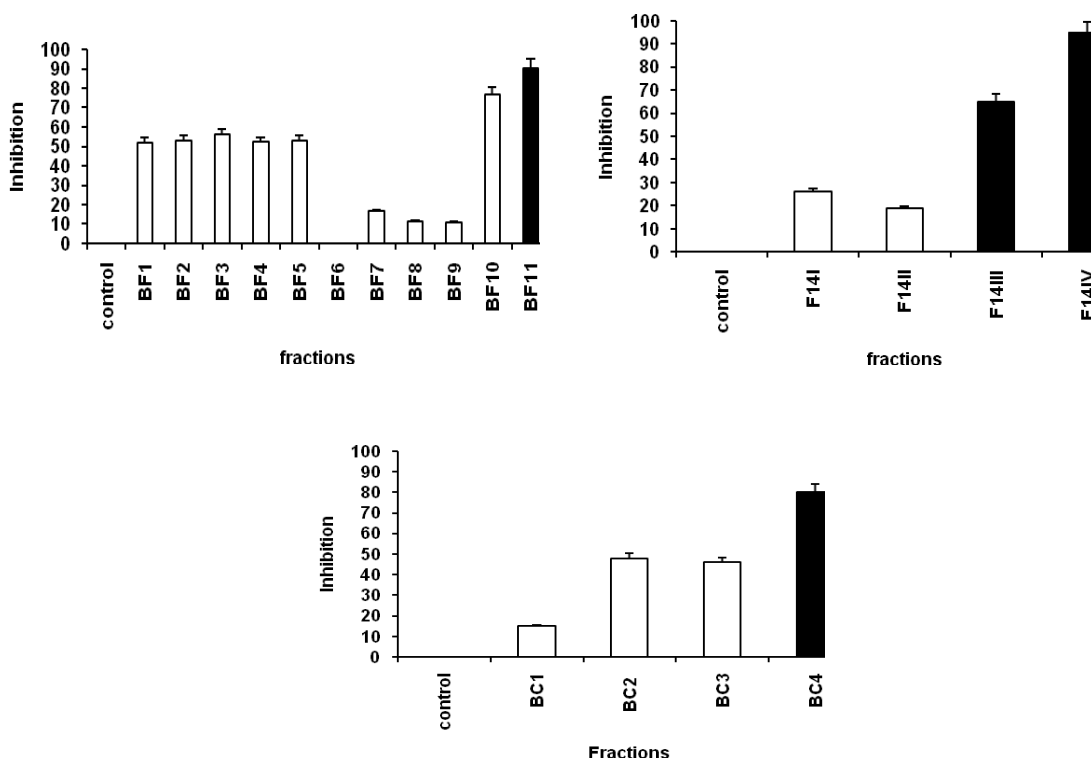 100
90
80
70
60
50
40
30
20
10
0
Inhibition
control
BF1
BF2
BF3
BF4
BF5
BF6
BF7
BF8
BF9
BF10
BF11
fractions
100
90
80
70
60
50
40
30
20
10
0
Inhibition
control
F14I
F14II
F14III
F14IV
fractions
100
90
80
70
60
50
40
30
20
10
0
Inhibition
control
BC1
BC2
BC3
BC4
Fractions